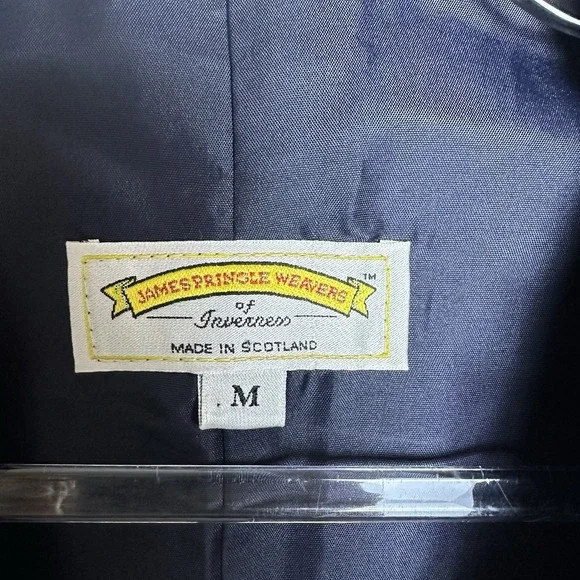 JAMES PRINGLE WEAVERS ™
of
Inverness
MADE IN SCOTLAND
M